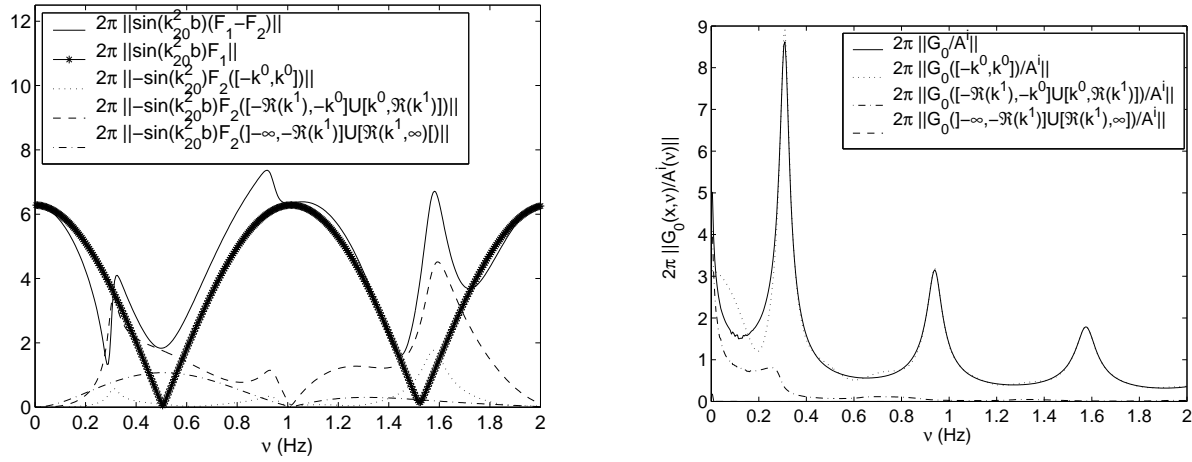 2π ||sin(k²₂₀b)(F₁−F₂)||
2π ||sin(k²₂₀b)F₁||
2π ||−sin(k²₂₀)F₂([−k⁰,k⁰])||
2π ||−sin(k²₂₀b)F₂([−ℜ(k¹),−k⁰]U[k⁰,ℜ(k¹)])||
2π ||−sin(k²₂₀b)F₂(]−∞,−ℜ(k¹)]U[ℜ(k¹,∞)[)||
12
10
8
6
4
2
0
0 0.2 0.4 0.6 0.8 1 1.2 1.4 1.6 1.8 2
ν (Hz)
2π ||G₀(x,ν)/Aⁱ(ν)||
2π ||G₀/Aⁱ||
2π ||G₀([−k⁰,k⁰])/Aⁱ||
2π ||G₀([−ℜ(k¹),−k⁰]U[k⁰,ℜ(k¹)])/Aⁱ||
2π ||G₀(]−∞,−ℜ(k¹)]U[ℜ(k¹),∞])/Aⁱ||
9
8
7
6
5
4
3
2
1
0
0 0.2 0.4 0.6 0.8 1 1.2 1.4 1.6 1.8 2
ν (Hz)